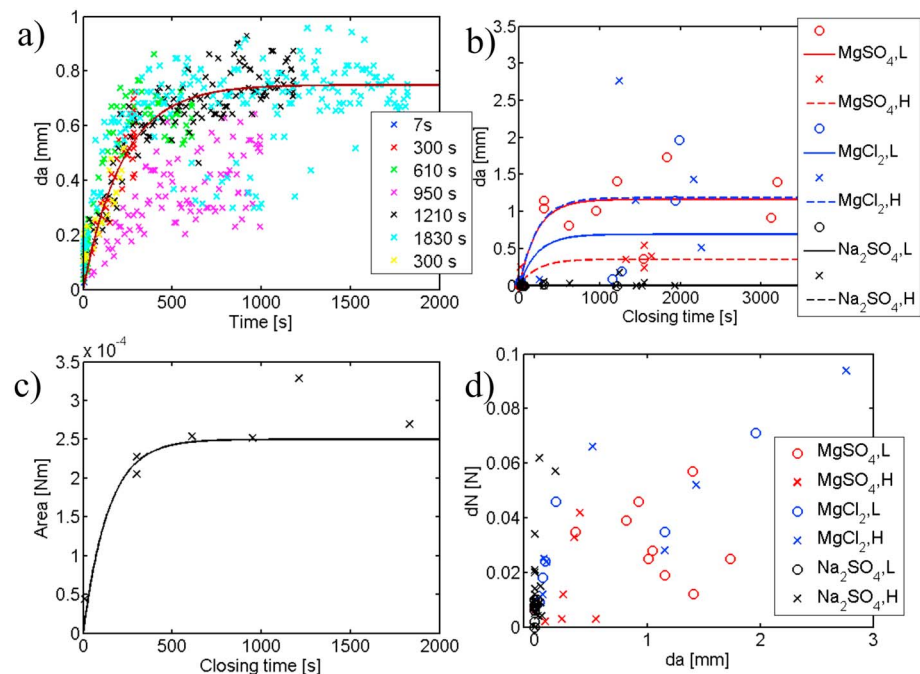 a)
da [mm]
1
0.8
0.6
0.4
0.2
0
0
500
1000
1500
2000
Time [s]
7s
300 s
610 s
950 s
1210 s
1830 s
300 s
b)
da [mm]
3.5
3
2.5
2
1.5
1
0.5
0
0
1000
2000
3000
Closing time [s]
MgSO4,L
MgSO4,H
MgCl2,L
MgCl2,H
Na2SO4,L
Na2SO4,H
c)
x 10-4
Area [Nm]
3.5
3
2.5
2
1.5
1
0.5
0
0
500
1000
1500
2000
Closing time [s]
d)
dN [N]
0.1
0.08
0.06
0.04
0.02
0
0
1
2
3
da [mm]
MgSO4,L
MgSO4,H
MgCl2,L
MgCl2,H
Na2SO4,L
Na2SO4,H